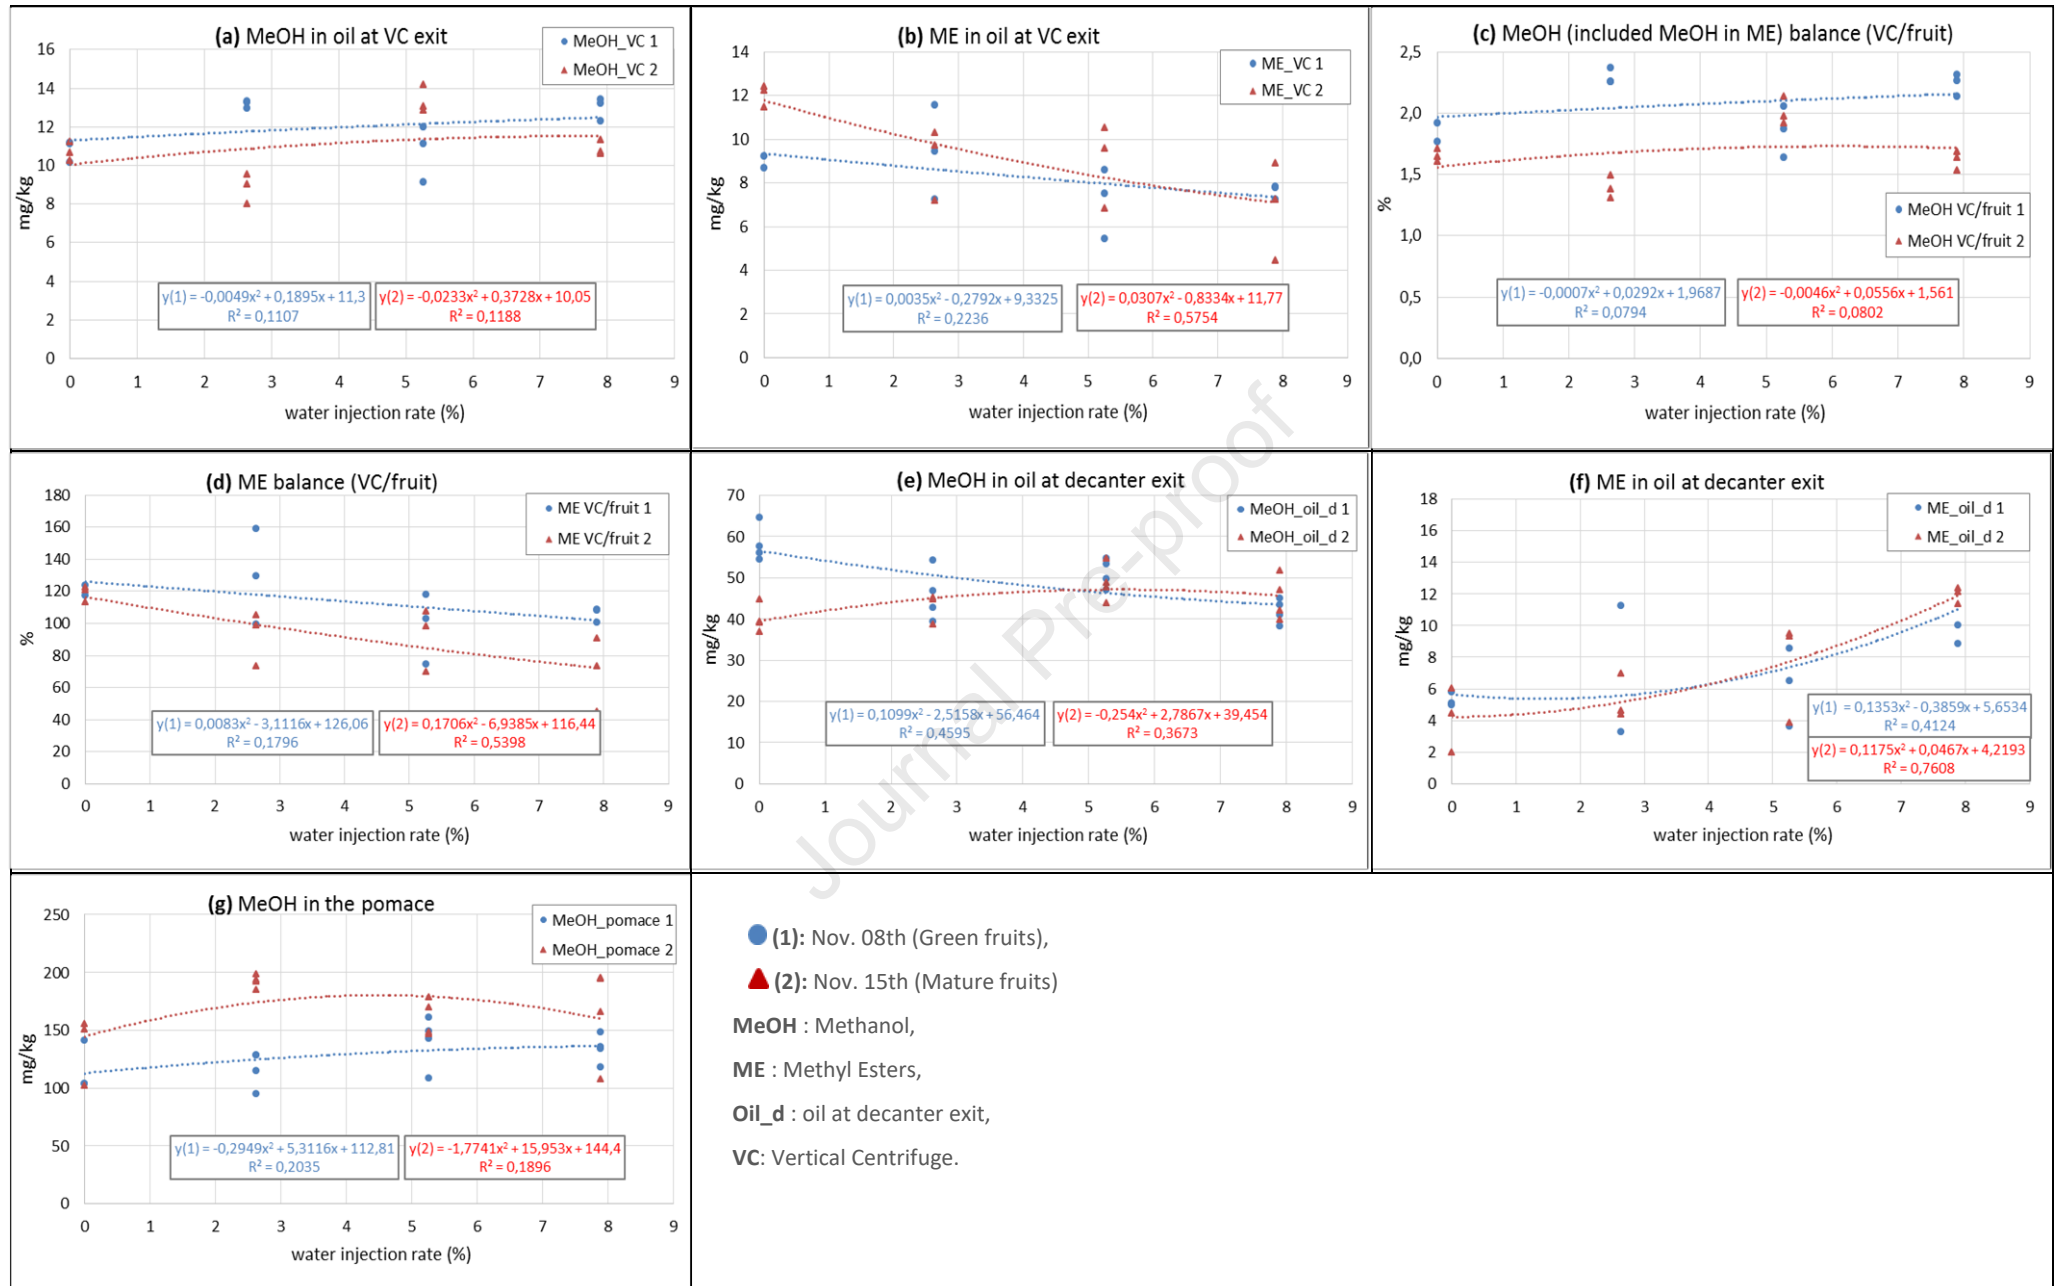 (a) MeOH in oil at VC exit
MeOH_VC 1
MeOH_VC 2
16
14
12
10
8
6
4
2
0
mg/kg
y(1) = -0,0049x² + 0,1895x + 11,3
R² = 0,1107
y(2) = -0,0233x² + 0,3728x + 10,05
R² = 0,1188
0 1 2 3 4 5 6 7 8 9
water injection rate (%)
(b) ME in oil at VC exit
ME_VC 1
ME_VC 2
14
12
10
8
6
4
2
0
mg/kg
y(1) = 0,0035x² - 0,2792x + 9,3325
R² = 0,2236
y(2) = 0,0307x² - 0,8334x + 11,77
R² = 0,5754
0 1 2 3 4 5 6 7 8 9
water injection rate (%)
(c) MeOH (included MeOH in ME) balance (VC/fruit)
2,5
2,0
1,5
1,0
0,5
0,0
%
MeOH VC/fruit 1
MeOH VC/fruit 2
y(1) = -0,0007x² + 0,0292x + 1,9687
R² = 0,0794
y(2) = -0,0046x² + 0,0556x + 1,561
R² = 0,0802
0 1 2 3 4 5 6 7 8 9
water injection rate (%)
(d) ME balance (VC/fruit)
ME VC/fruit 1
ME VC/fruit 2
180
160
140
120
100
80
60
40
20
0
%
y(1) = 0,0083x² - 3,1116x + 126,06
R² = 0,1796
y(2) = 0,1706x² - 6,9385x + 116,44
R² = 0,5398
0 1 2 3 4 5 6 7 8 9
water injection rate (%)
(e) MeOH in oil at decanter exit
MeOH_oil_d 1
MeOH_oil_d 2
70
60
50
40
30
20
10
0
mg/kg
y(1) = 0,1099x² - 2,5158x + 56,464
R² = 0,4595
y(2) = -0,254x² + 2,7867x + 39,454
R² = 0,3673
0 1 2 3 4 5 6 7 8 9
water injection rate (%)
(f) ME in oil at decanter exit
ME_oil_d 1
ME_oil_d 2
18
16
14
12
10
8
6
4
2
0
mg/kg
y(1) = 0,1353x² - 0,3859x + 5,6534
R² = 0,4124
y(2) = 0,1175x² + 0,0467x + 4,2193
R² = 0,7608
0 1 2 3 4 5 6 7 8 9
water injection rate (%)
(g) MeOH in the pomace
MeOH_pomace 1
MeOH_pomace 2
250
200
150
100
50
0
mg/kg
y(1) = -0,2949x² + 5,3116x + 112,81
R² = 0,2035
y(2) = -1,7741x² + 15,953x + 144,4
R² = 0,1896
0 1 2 3 4 5 6 7 8 9
water injection rate (%)
(1): Nov. 08th (Green fruits),
(2): Nov. 15th (Mature fruits)
MeOH : Methanol,
ME : Methyl Esters,
Oil_d : oil at decanter exit,
VC: Vertical Centrifuge.
Journal Pre-proof